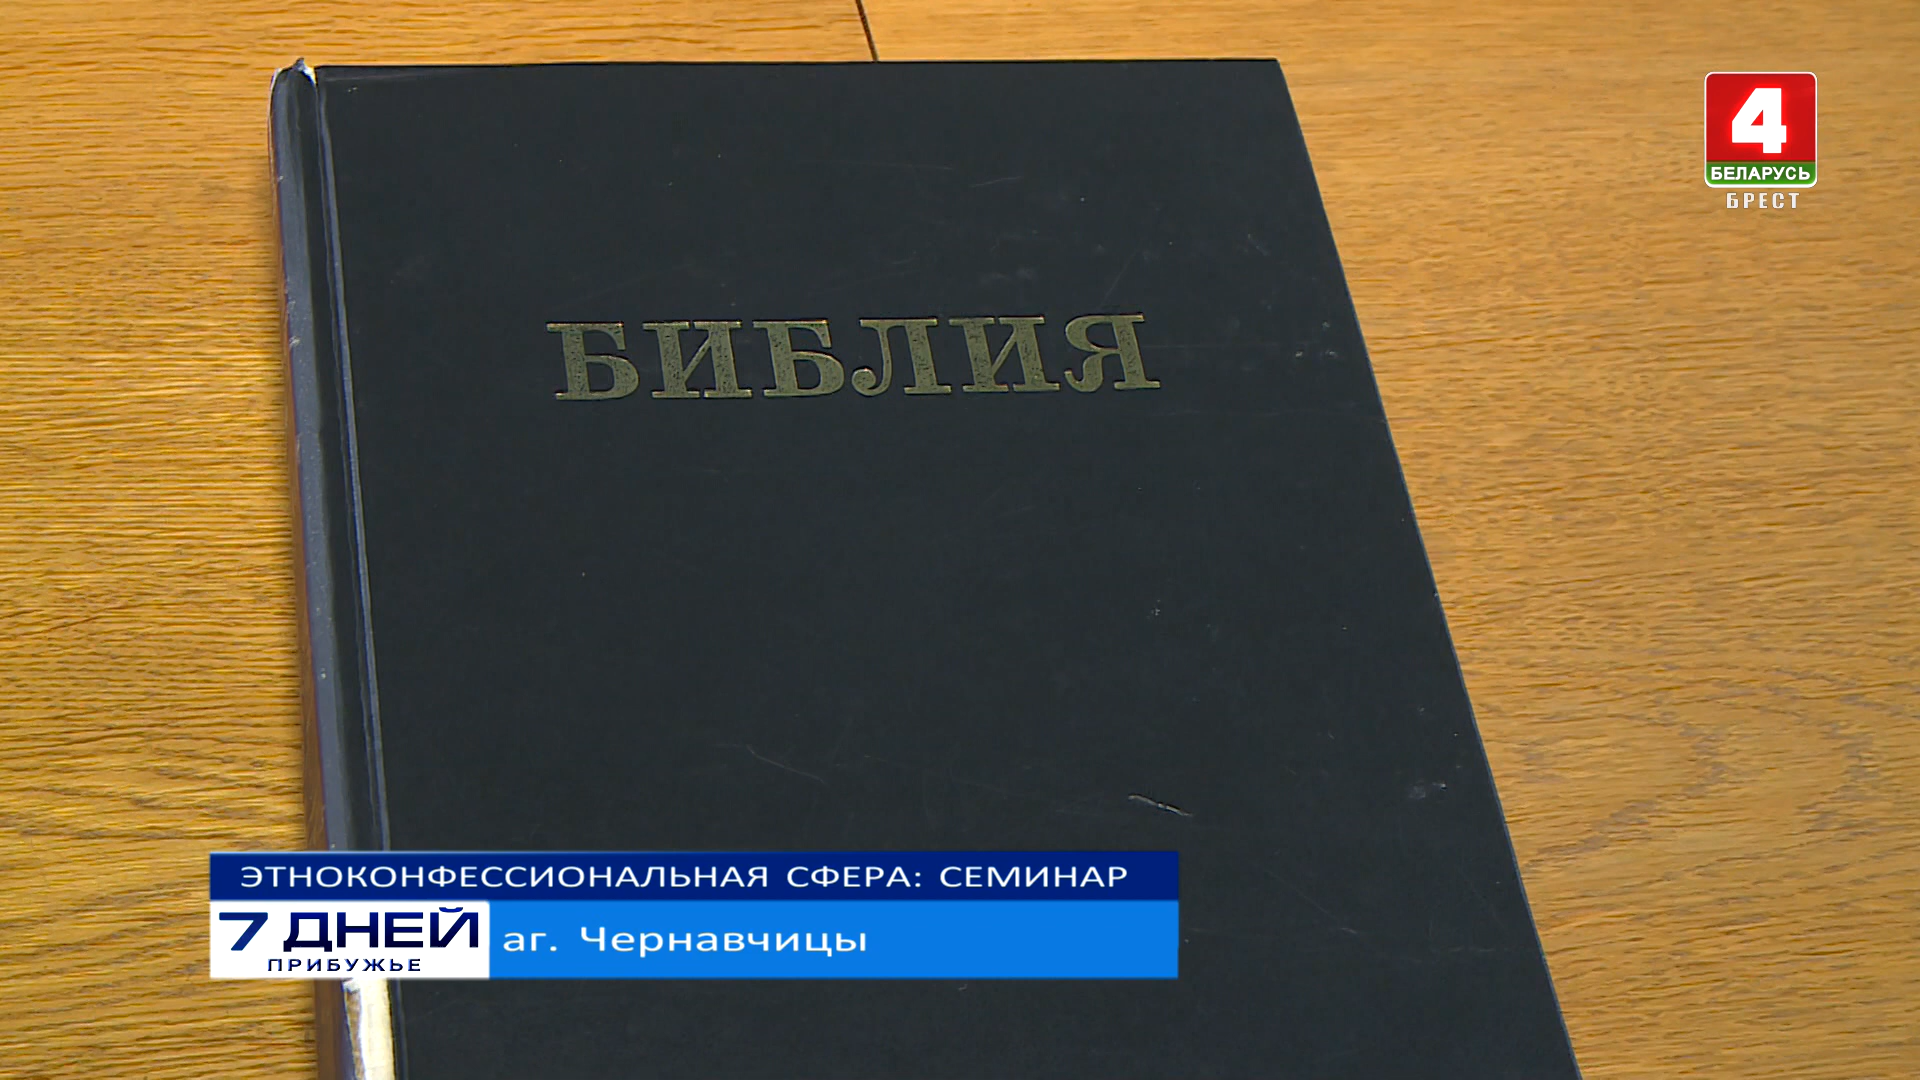 4
БЕЛАРУСЬ
БРЕСТ
БИБЛИЯ
ЭТНОКОНФЕССИОНАЛЬНАЯ СФЕРА: СЕМИНАР
7 ДНЕЙ
ПРИБУЖЬЕ
аг. Чернавчицы